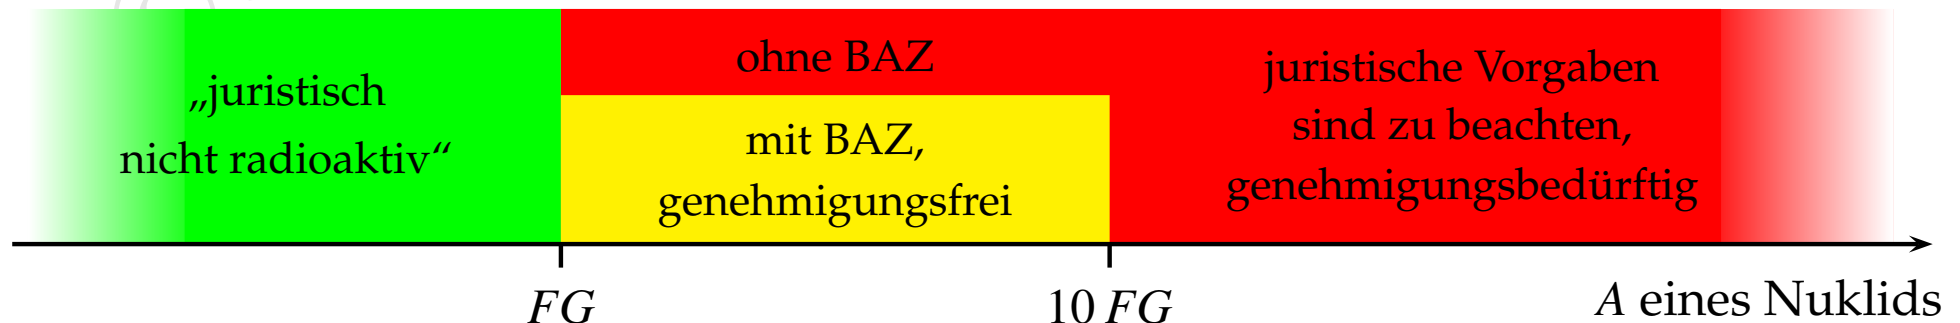 „juristisch
nicht radioaktiv“
ohne BAZ
mit BAZ,
genehmigungsfrei
juristische Vorgaben
sind zu beachten,
genehmigungsbedürftig
FG
10 FG
A eines Nuklids